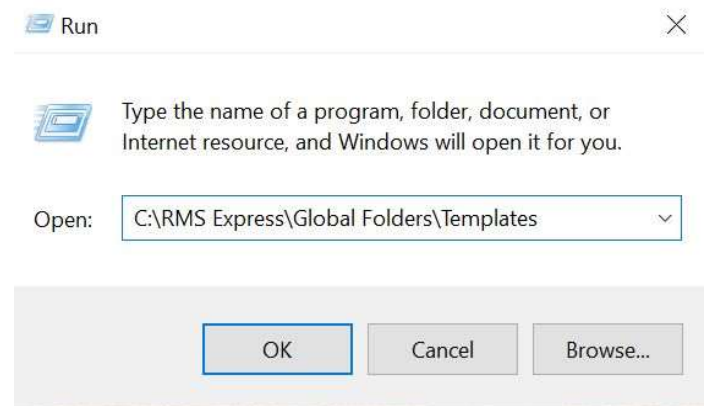 Run
Type the name of a program, folder, document, or
Internet resource, and Windows will open it for you.
Open: C:\RMS Express\Global Folders\Templates
OK Cancel Browse...